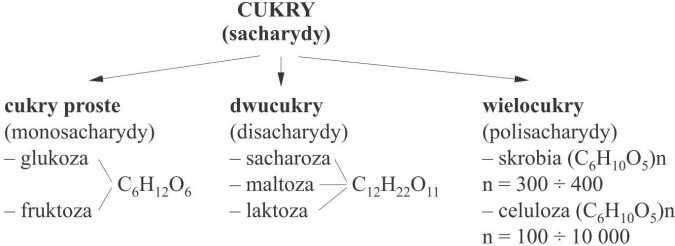 CUKRY
(sacharydy)
cukry proste
(monosacharydy)
– glukoza
– fruktoza
C₆H₁₂O₆
dwucukry
(disacharydy)
– sacharoza
– maltoza
– laktoza
C₁₂H₂₂O₁₁
wielocukry
(polisacharydy)
– skrobia (C₆H₁₀O₅)n
n = 300 ÷ 400
– celuloza (C₆H₁₀O₅)n
n = 100 ÷ 10 000